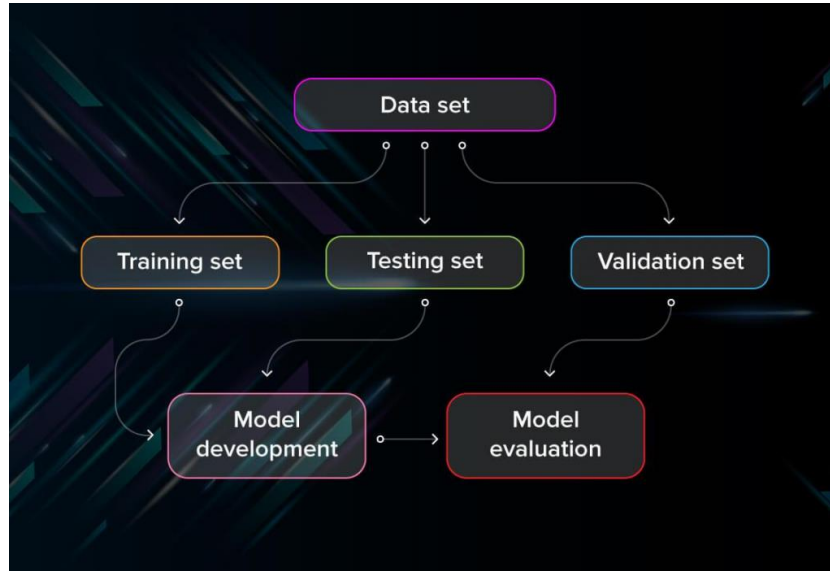 Data set
Training set
Testing set
Validation set
Model
development
Model
evaluation